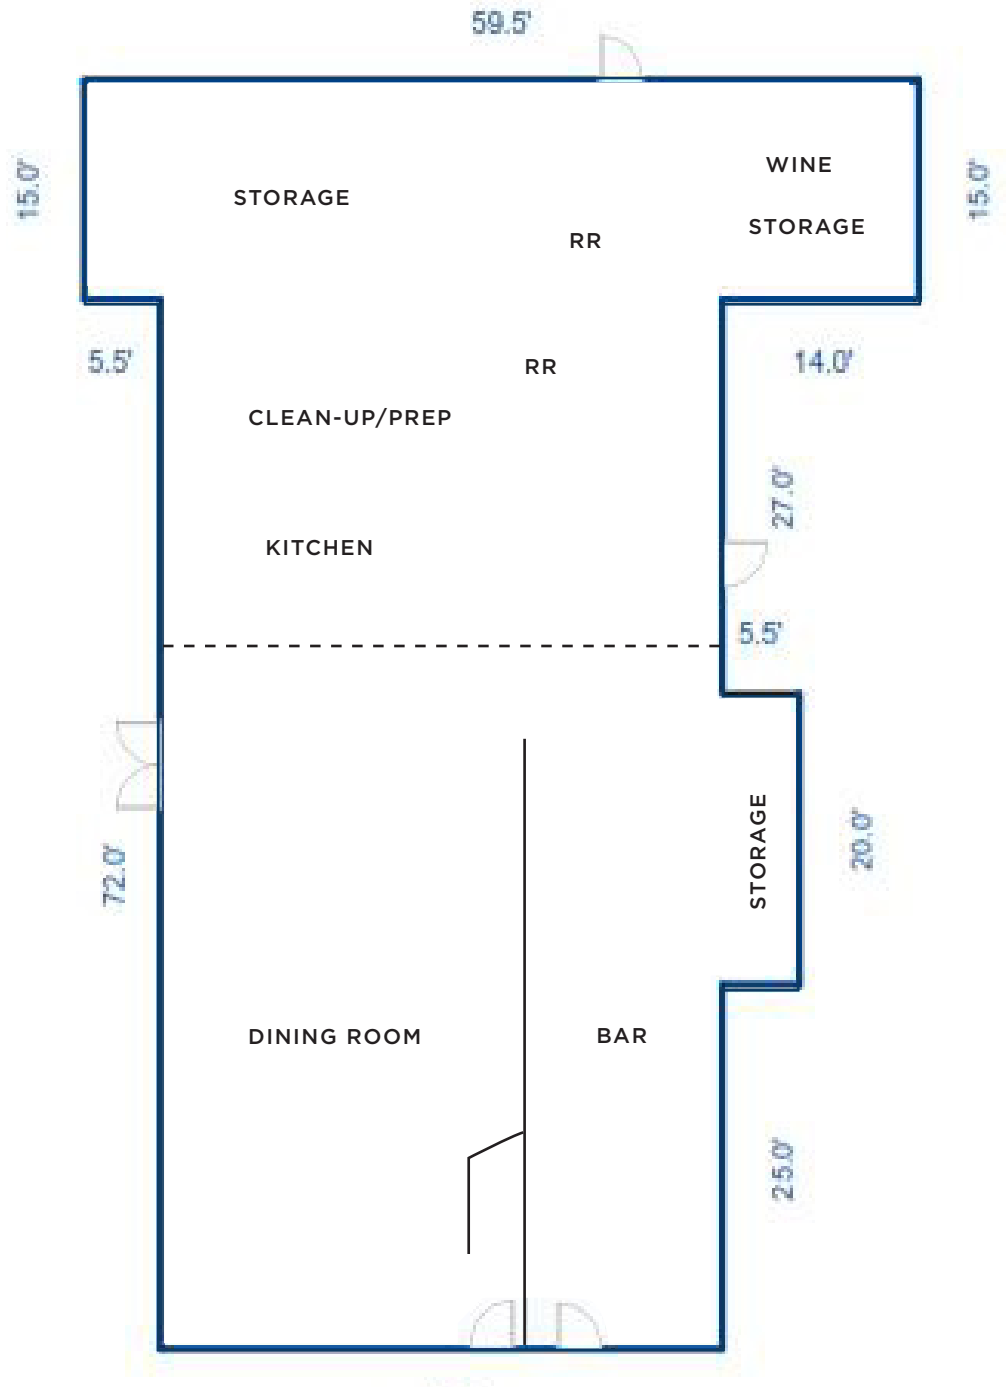 59.5'
15.0'
WINE
15.0'
STORAGE
STORAGE
RR
5.5'
RR
14.0'
CLEAN-UP/PREP
27.0'
KITCHEN
5.5'
STORAGE
20.0'
72.0'
DINING ROOM
BAR
25.0'